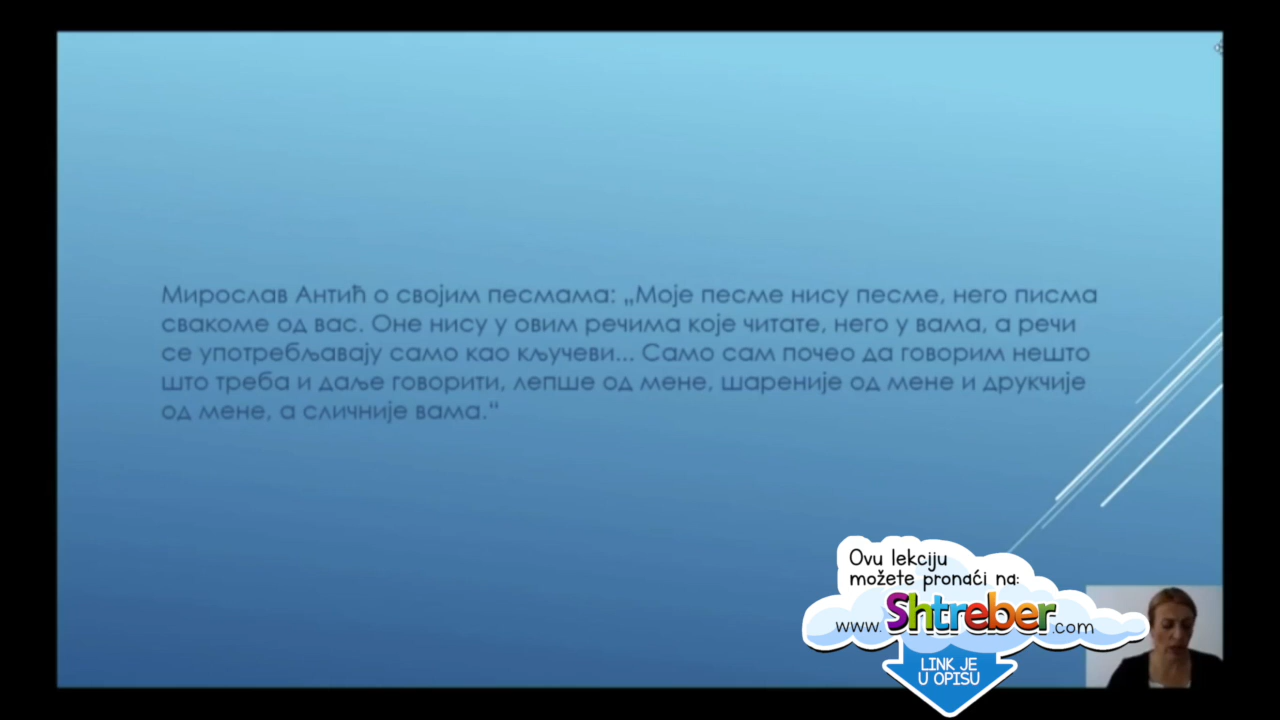 Мирослав Антић о својим песмама: „Моје песме нису песме, него писма
свакоме од вас. Оне нису у овим речима које читате, него у вама, а речи
се употребљавају само као кључеви... Само сам почео да говорим нешто
што треба и даље говорити, лепше од мене, шареније од мене и друкчије
од мене, а сличније вама.“
Ovu lekciju
možete pronaći na:
www.Shtreber.com
LINK JE
U OPISU